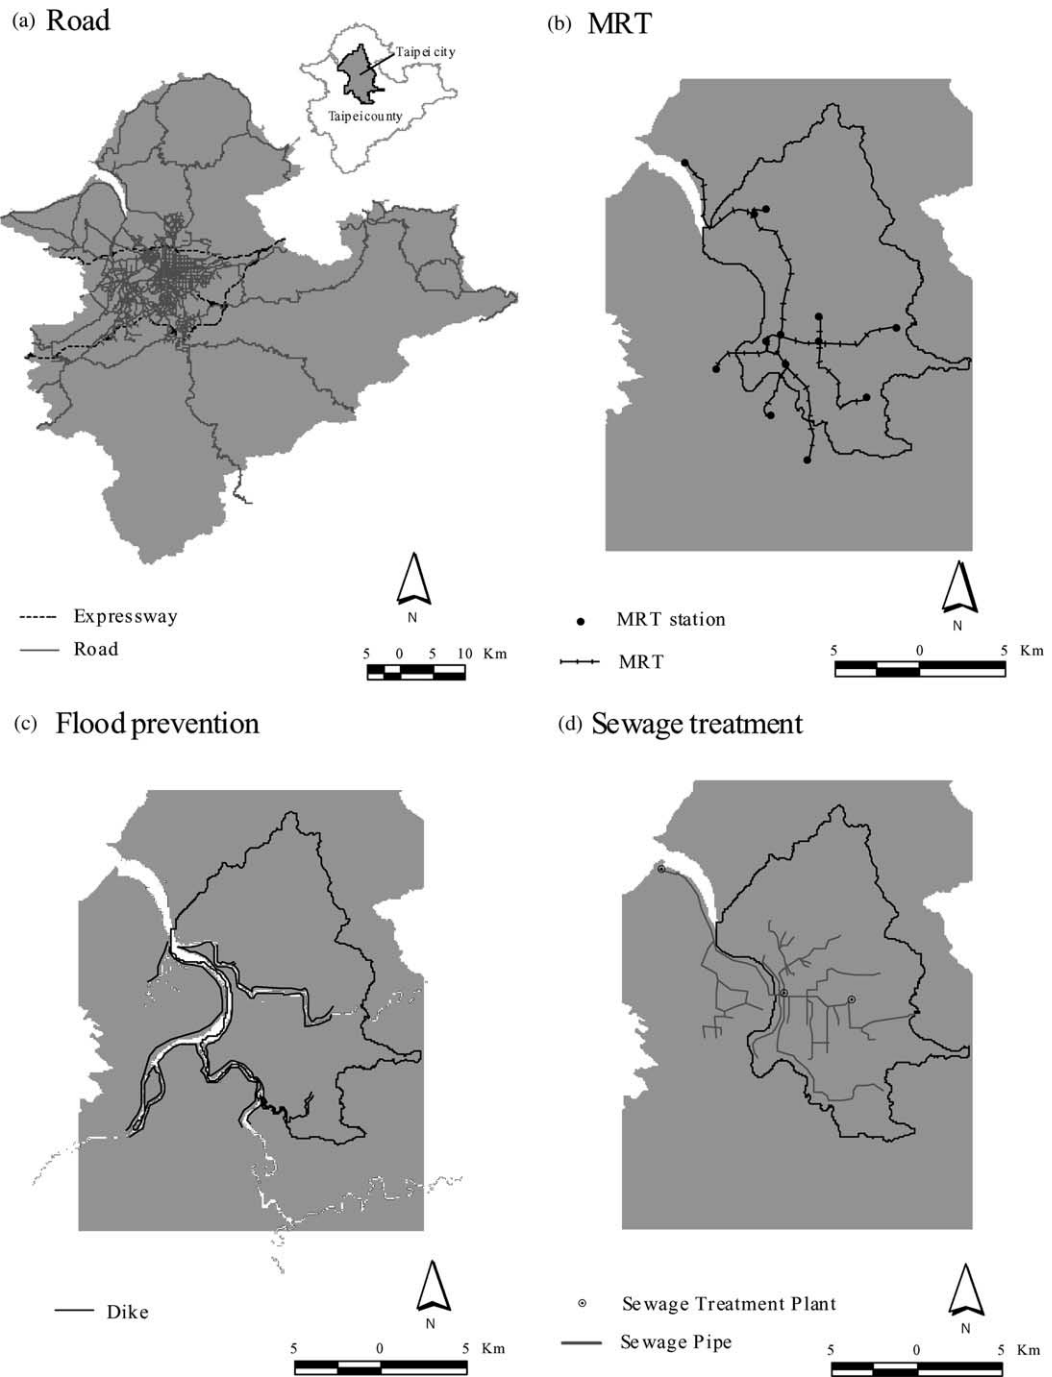 (a) Road
Taipei city
Taipei county
Expressway
Road
N
5 0 5 10 Km
(b) MRT
MRT station
MRT
N
5 0 5 Km
(c) Flood prevention
Dike
N
5 0 5 Km
(d) Sewage treatment
Sewage Treatment Plant
Sewage Pipe
N
5 0 5 Km